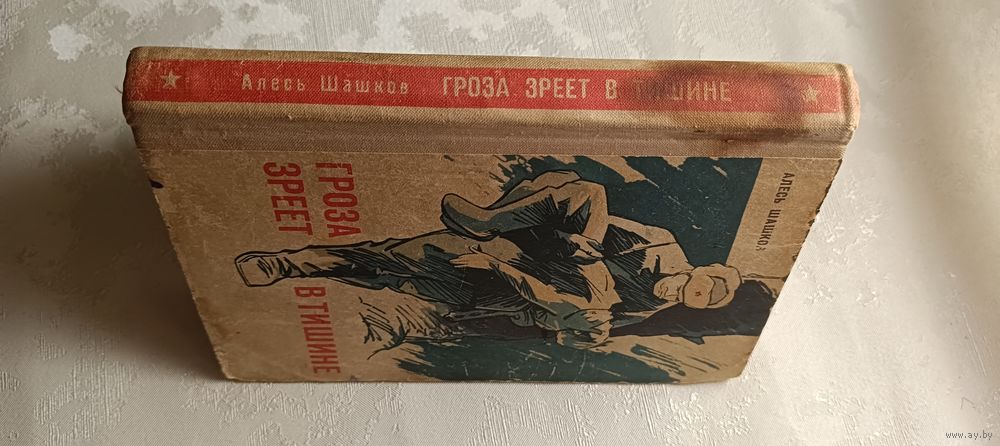 Алесь Шашков ГРОЗА ЗРЕЕТ В ТИШИНЕ
АЛЕСЬ ШАШКОВ
ГРОЗА
ЗРЕЕТ
В ТИШИНЕ
© www.ay.by